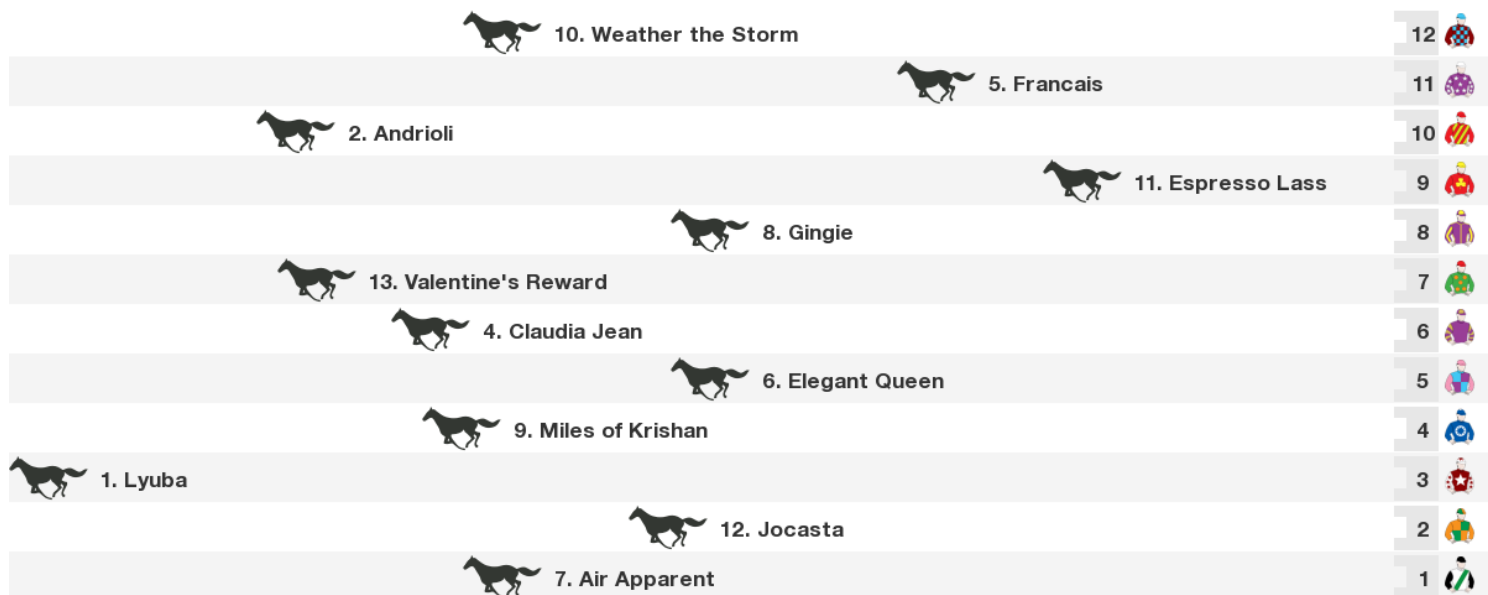 10. Weather the Storm 12
5. Francais 11
2. Andrioli 10
11. Espresso Lass 9
8. Gingie 8
13. Valentine's Reward 7
4. Claudia Jean 6
6. Elegant Queen 5
9. Miles of Krishan 4
1. Lyuba 3
12. Jocasta 2
7. Air Apparent 1